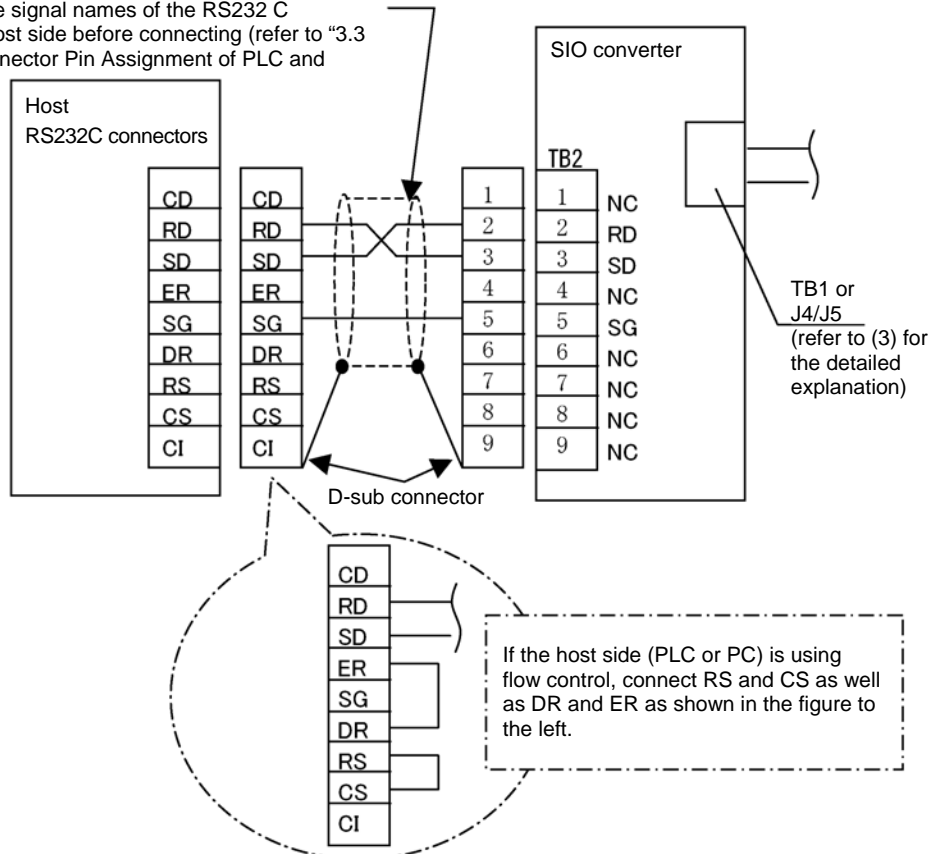 e signal names of the RS232 C
ost side before connecting (refer to “3.3
nector Pin Assignment of PLC and
Host
RS232C connectors
CD
RD
SD
ER
SG
DR
RS
CS
CI
CD
RD
SD
ER
SG
DR
RS
CS
CI
D-sub connector
1
2
3
4
5
6
7
8
9
SIO converter
TB2
1 NC
2 RD
3 SD
4 NC
5 SG
6 NC
7 NC
8 NC
9 NC
TB1 or
J4/J5
(refer to (3) for
the detailed
explanation)
CD
RD
SD
ER
SG
DR
RS
CS
CI
If the host side (PLC or PC) is using
flow control, connect RS and CS as well
as DR and ER as shown in the figure to
the left.